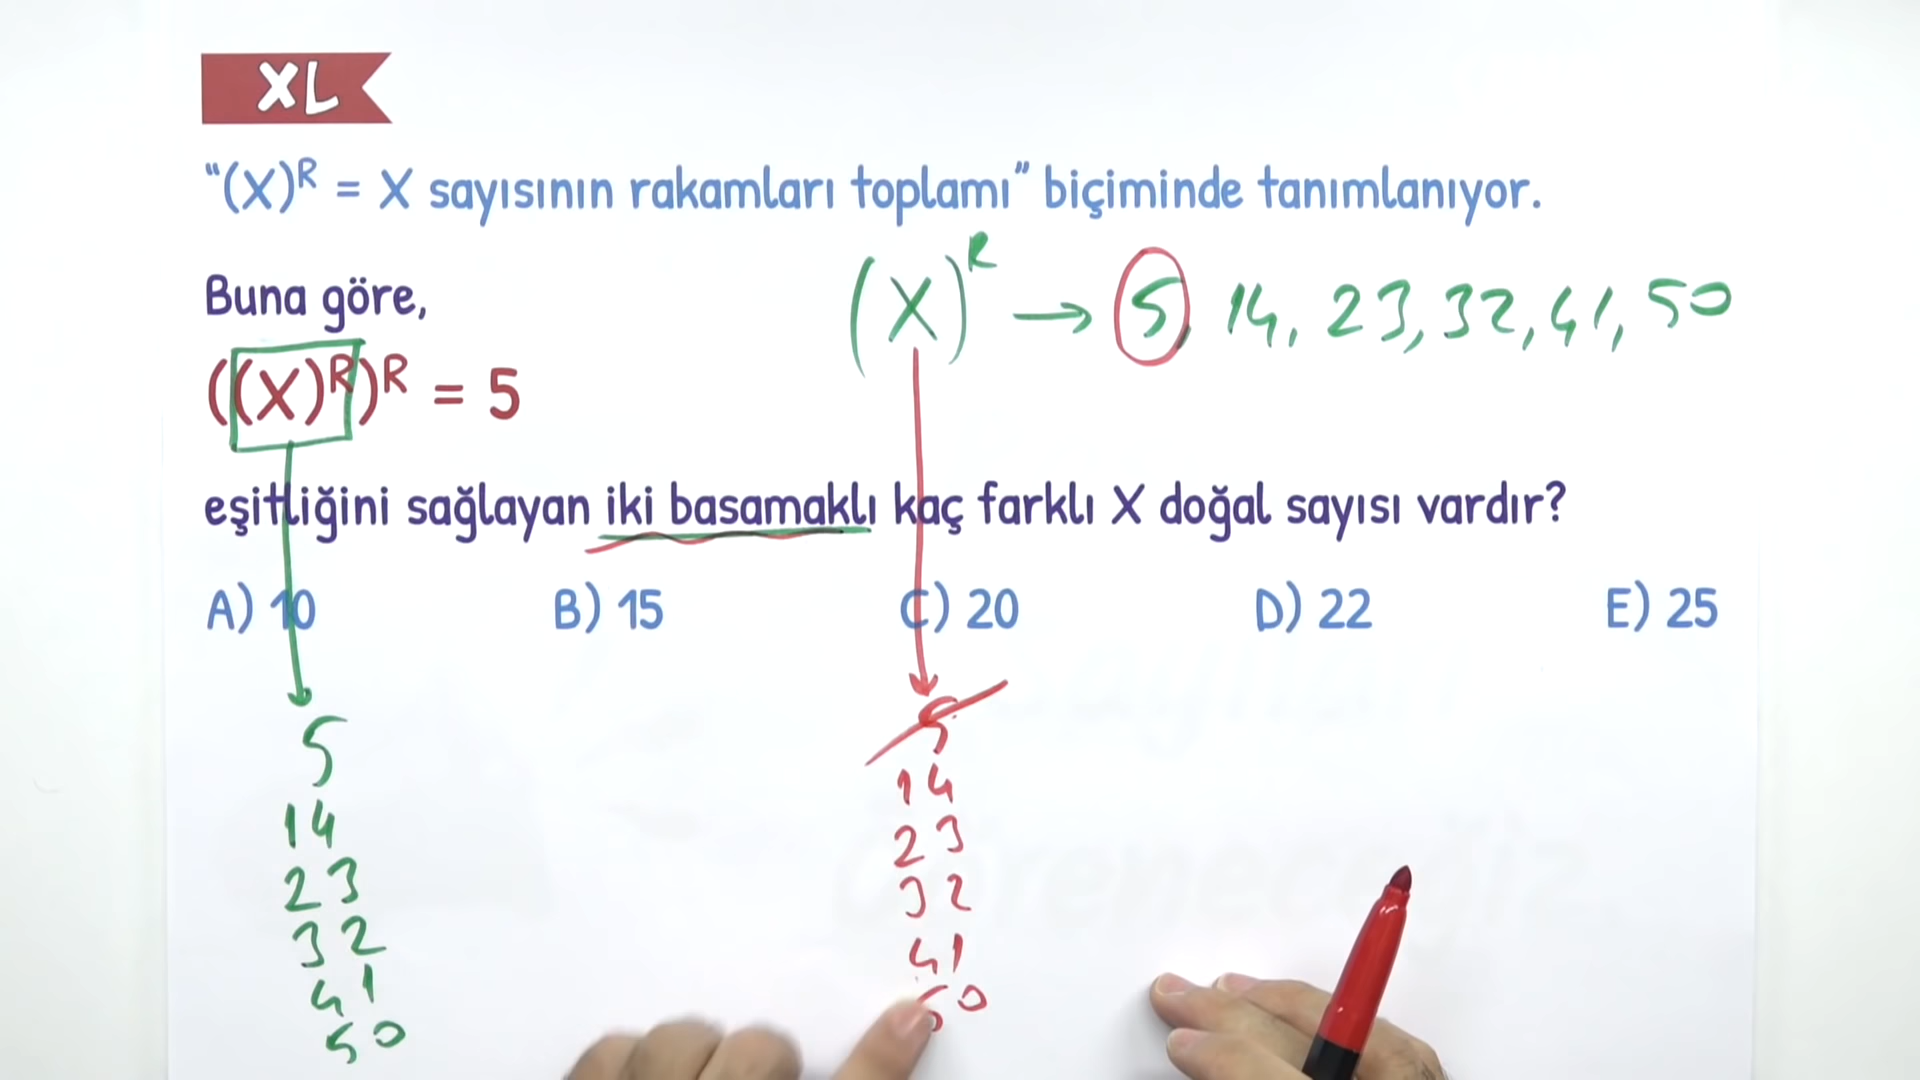 XL
"(X)ᴿ = X sayısının rakamları toplamı" biçiminde tanımlanıyor.
(X)ᴿ → 5, 14, 23, 32, 41, 50
Buna göre,
((X)ᴿ)ᴿ = 5
eşitliğini sağlayan iki basamaklı kaç farklı X doğal sayısı vardır?
A) 10 B) 15 C) 20 D) 22 E) 25
5
14
23
32
41
50
5
14
23
32
41
50